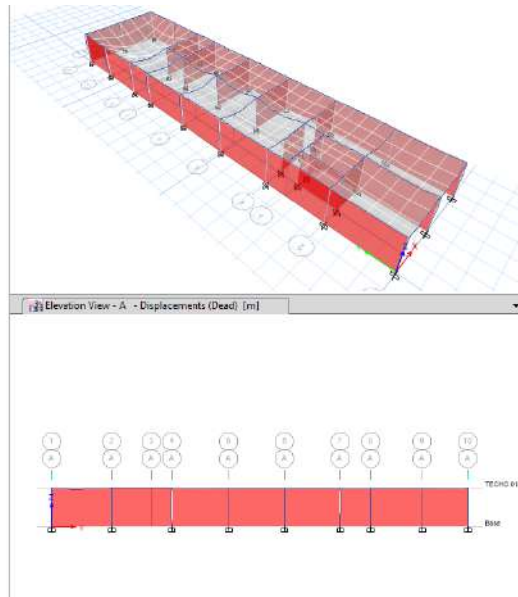 Elevation View - A - Displacements (Dead) [m]
1 2 3 4 5 6 7 8 9 10
A A A A A A A A A A
TECHO 01
Base